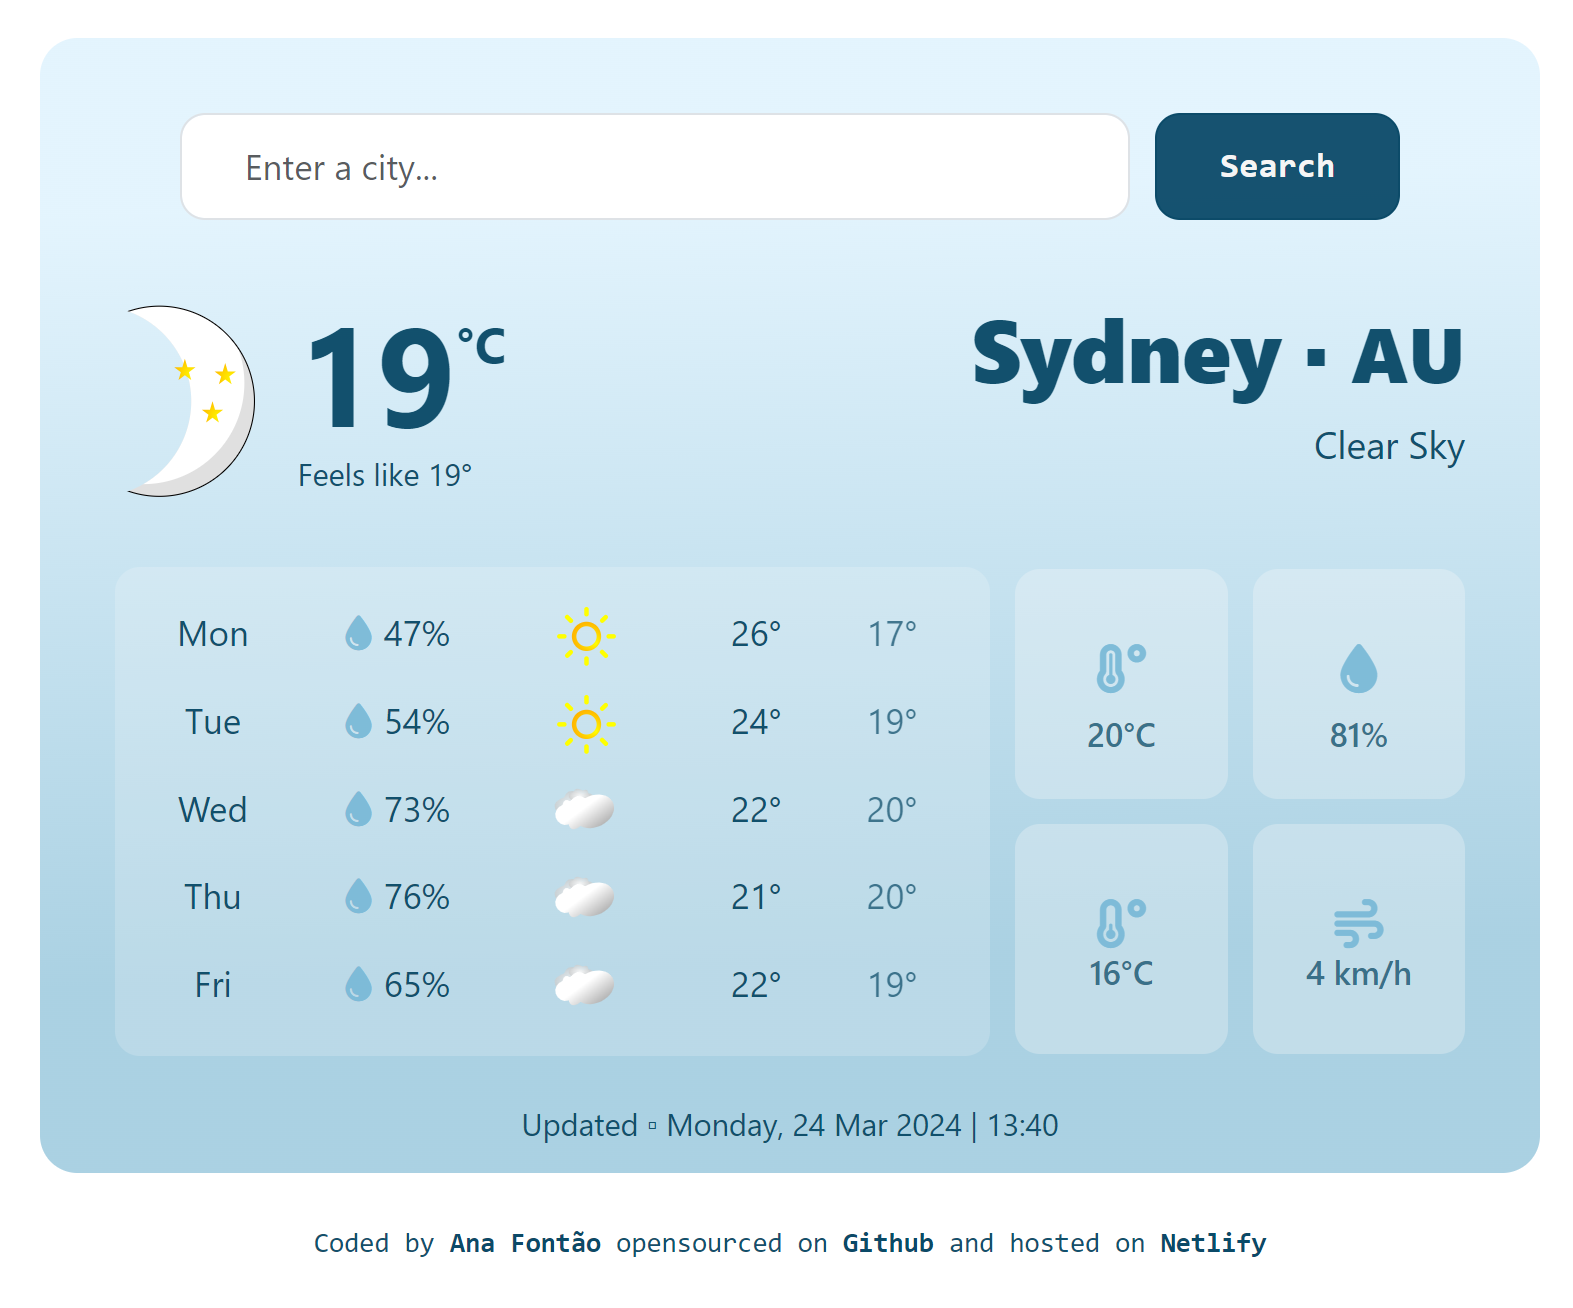 Enter a city...
Search
19°C
Feels like 19°
Sydney · AU
Clear Sky
Mon 47% 26° 17°
Tue 54% 24° 19°
Wed 73% 22° 20°
Thu 76% 21° 20°
Fri 65% 22° 19°
20°C
81%
16°C
4 km/h
Updated ▫ Monday, 24 Mar 2024 | 13:40
Coded by Ana Fontão opensourced on Github and hosted on Netlify